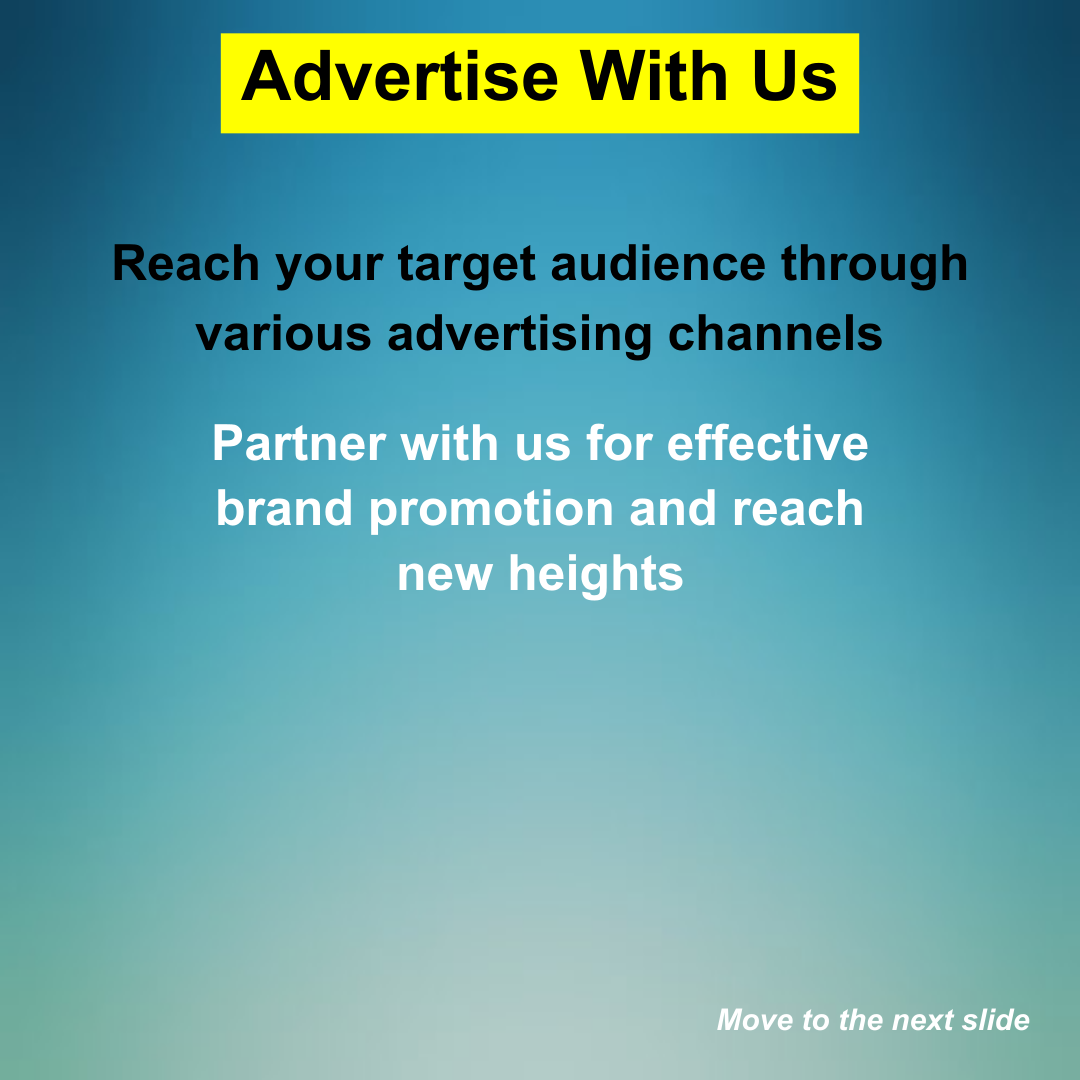 Advertise With Us
Reach your target audience through
various advertising channels
Partner with us for effective
brand promotion and reach
new heights
Move to the next slide